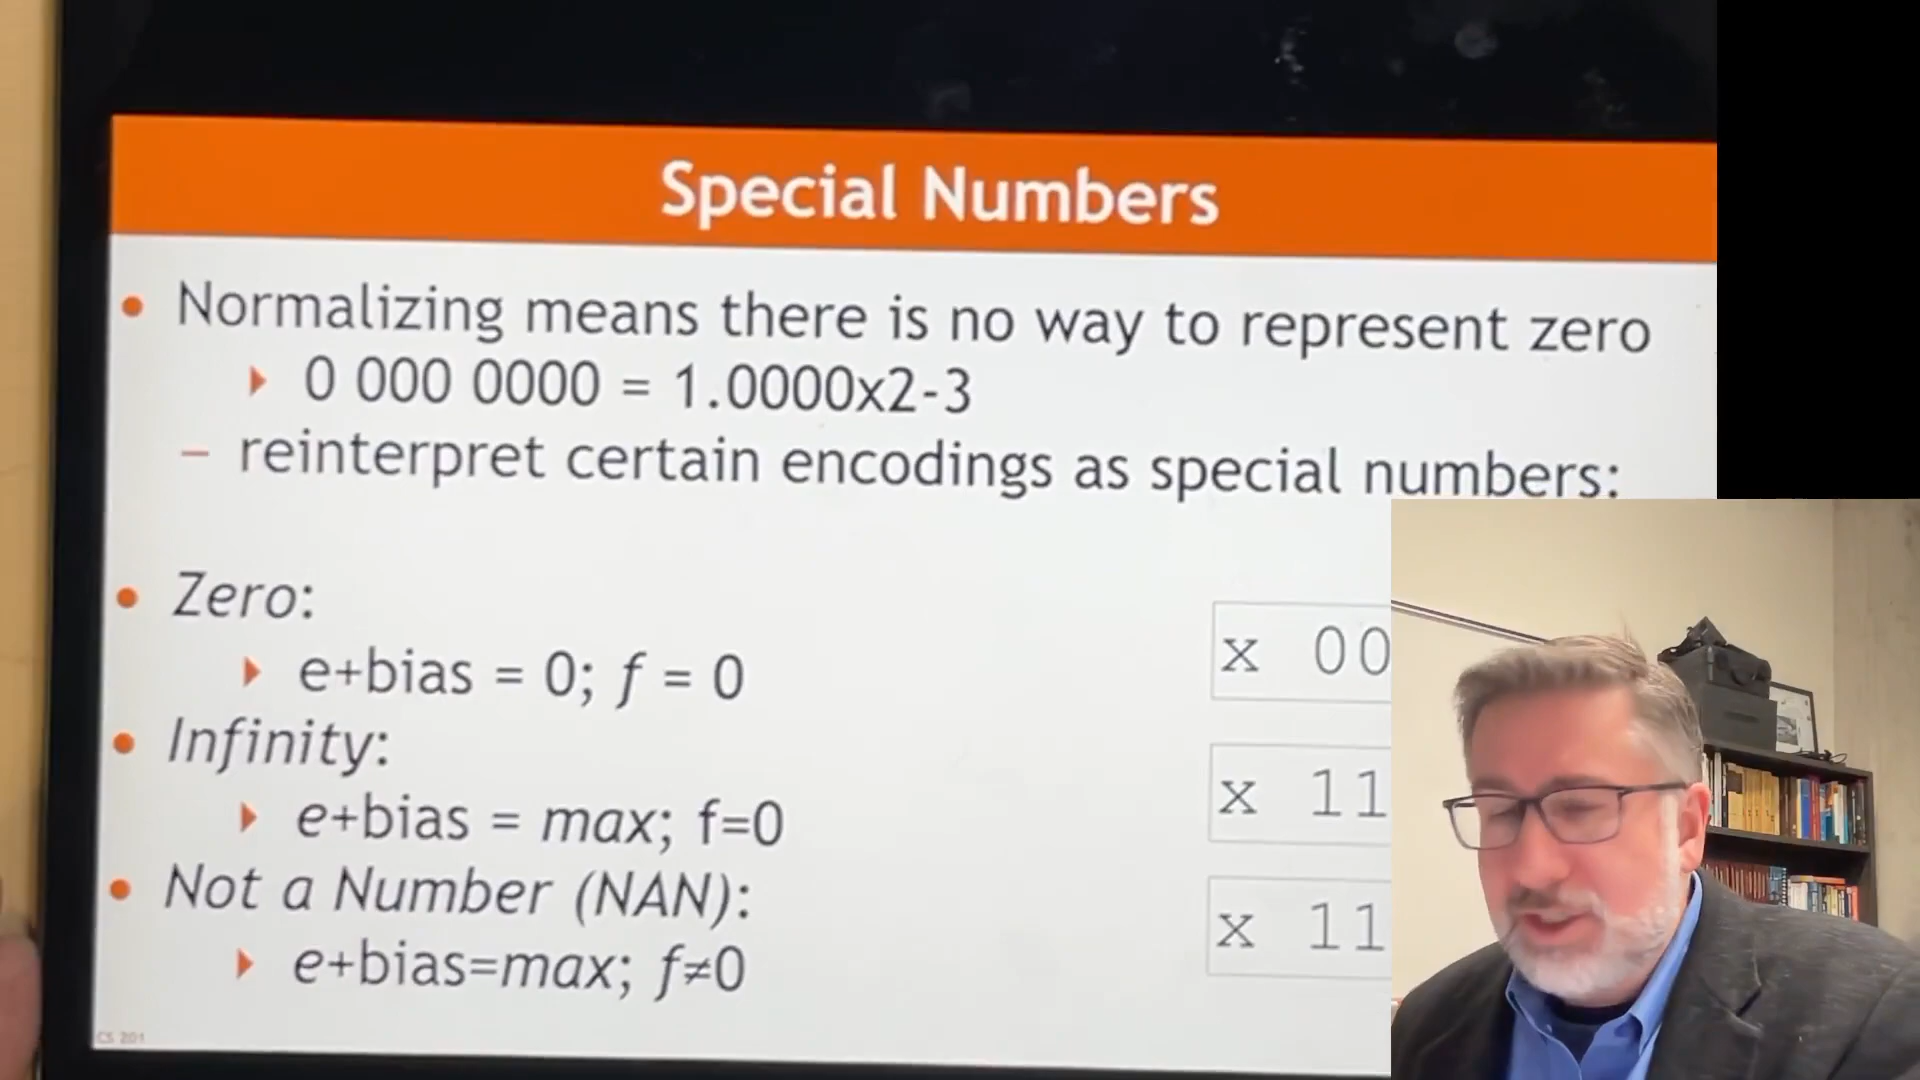 Special Numbers
• Normalizing means there is no way to represent zero
‣ 0 000 0000 = 1.0000x2-3
– reinterpret certain encodings as special numbers:
• Zero:
x 00
‣ e+bias = 0; f = 0
• Infinity:
x 11
‣ e+bias = max; f=0
• Not a Number (NAN):
x 11
‣ e+bias=max; f≠0
CS 201